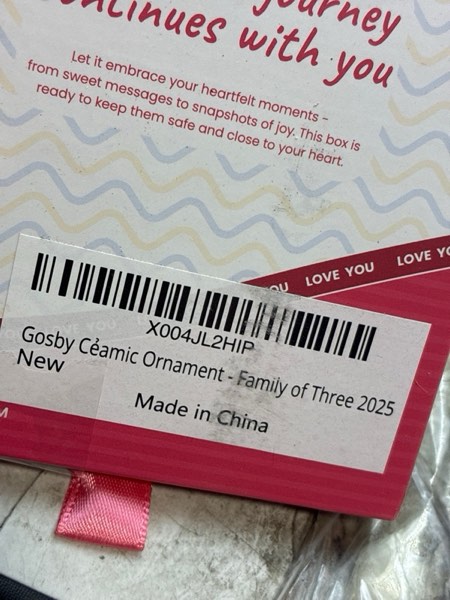 journey
continues with you
Let it embrace your heartfelt moments –
from sweet messages to snapshots of joy. This box is
ready to keep them safe and close to your heart.
LOVE YOU LOVE
X004JL2HIP
Gosby Cẻamic Ornament - Family of Three 2025
New
Made in China